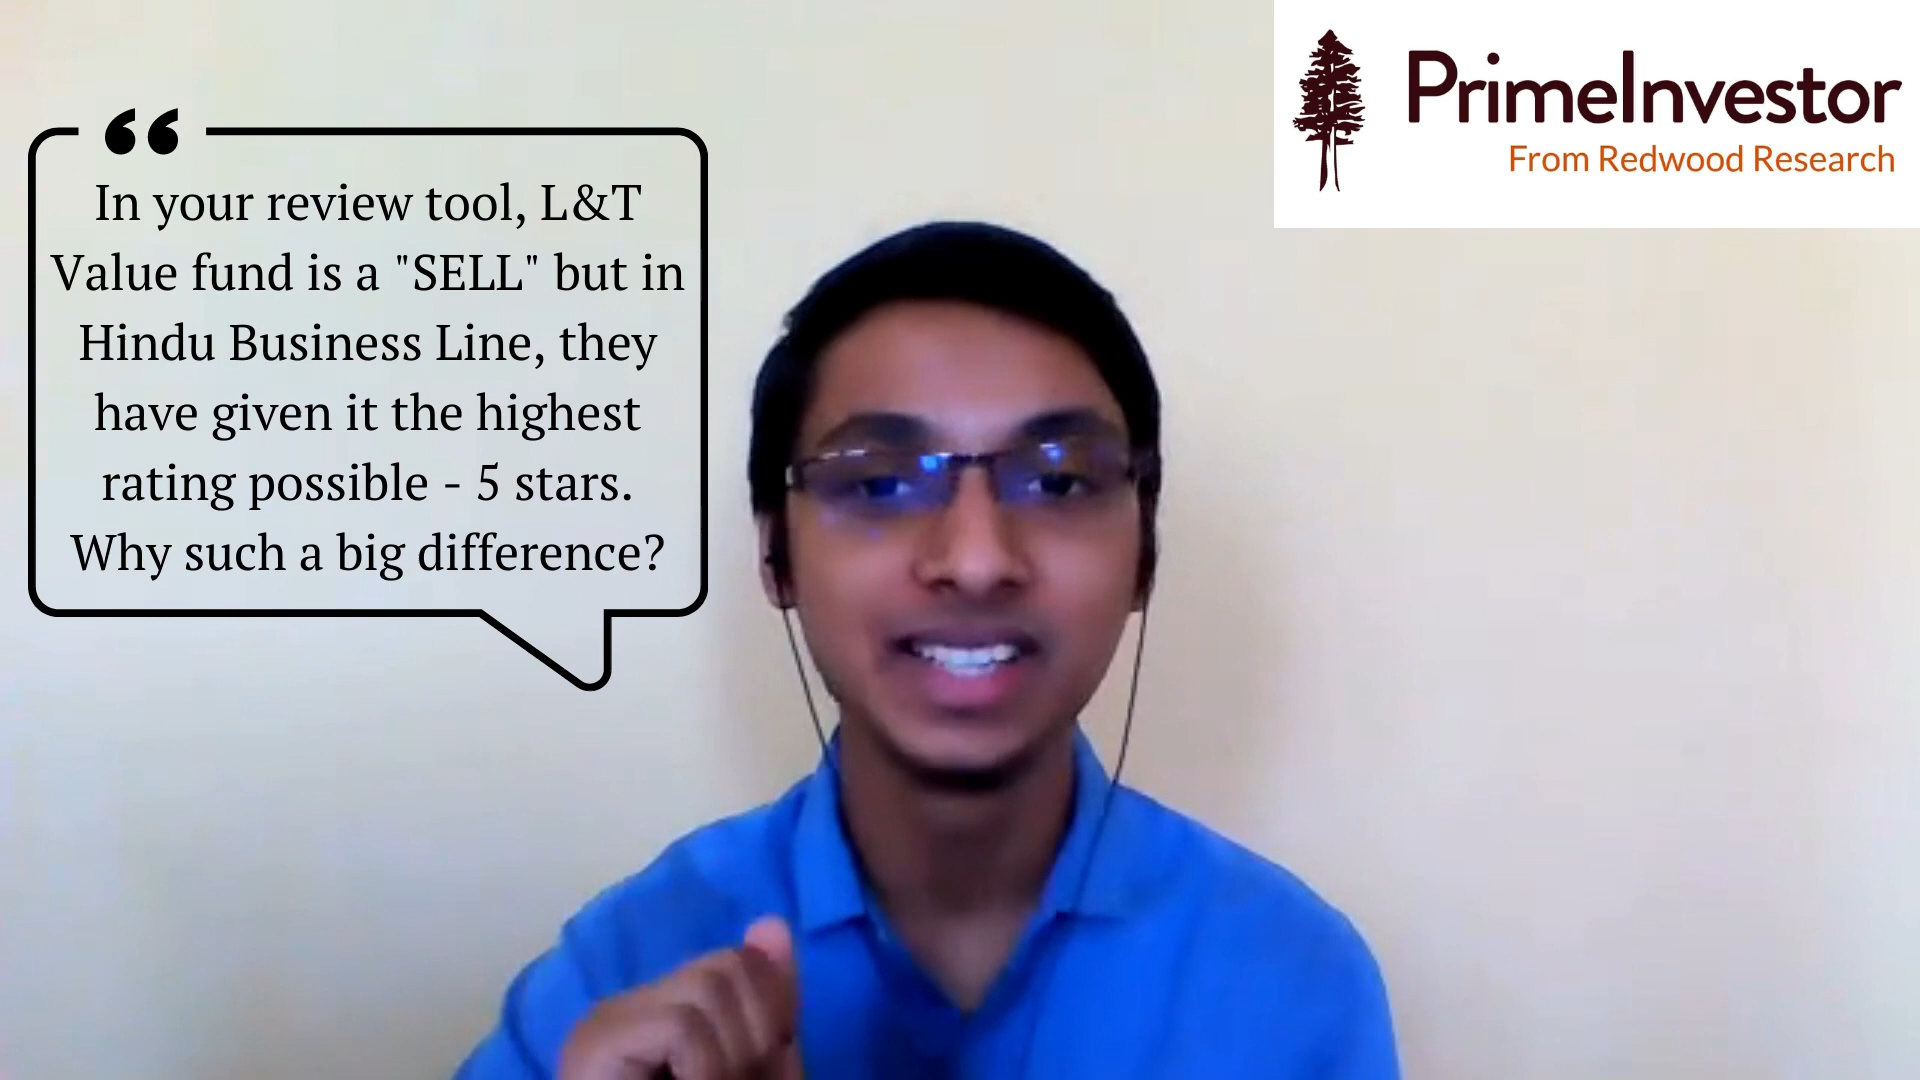 In your review tool, L&T
Value fund is a "SELL" but in
Hindu Business Line, they
have given it the highest
rating possible - 5 stars.
Why such a big difference?
PrimeInvestor
From Redwood Research